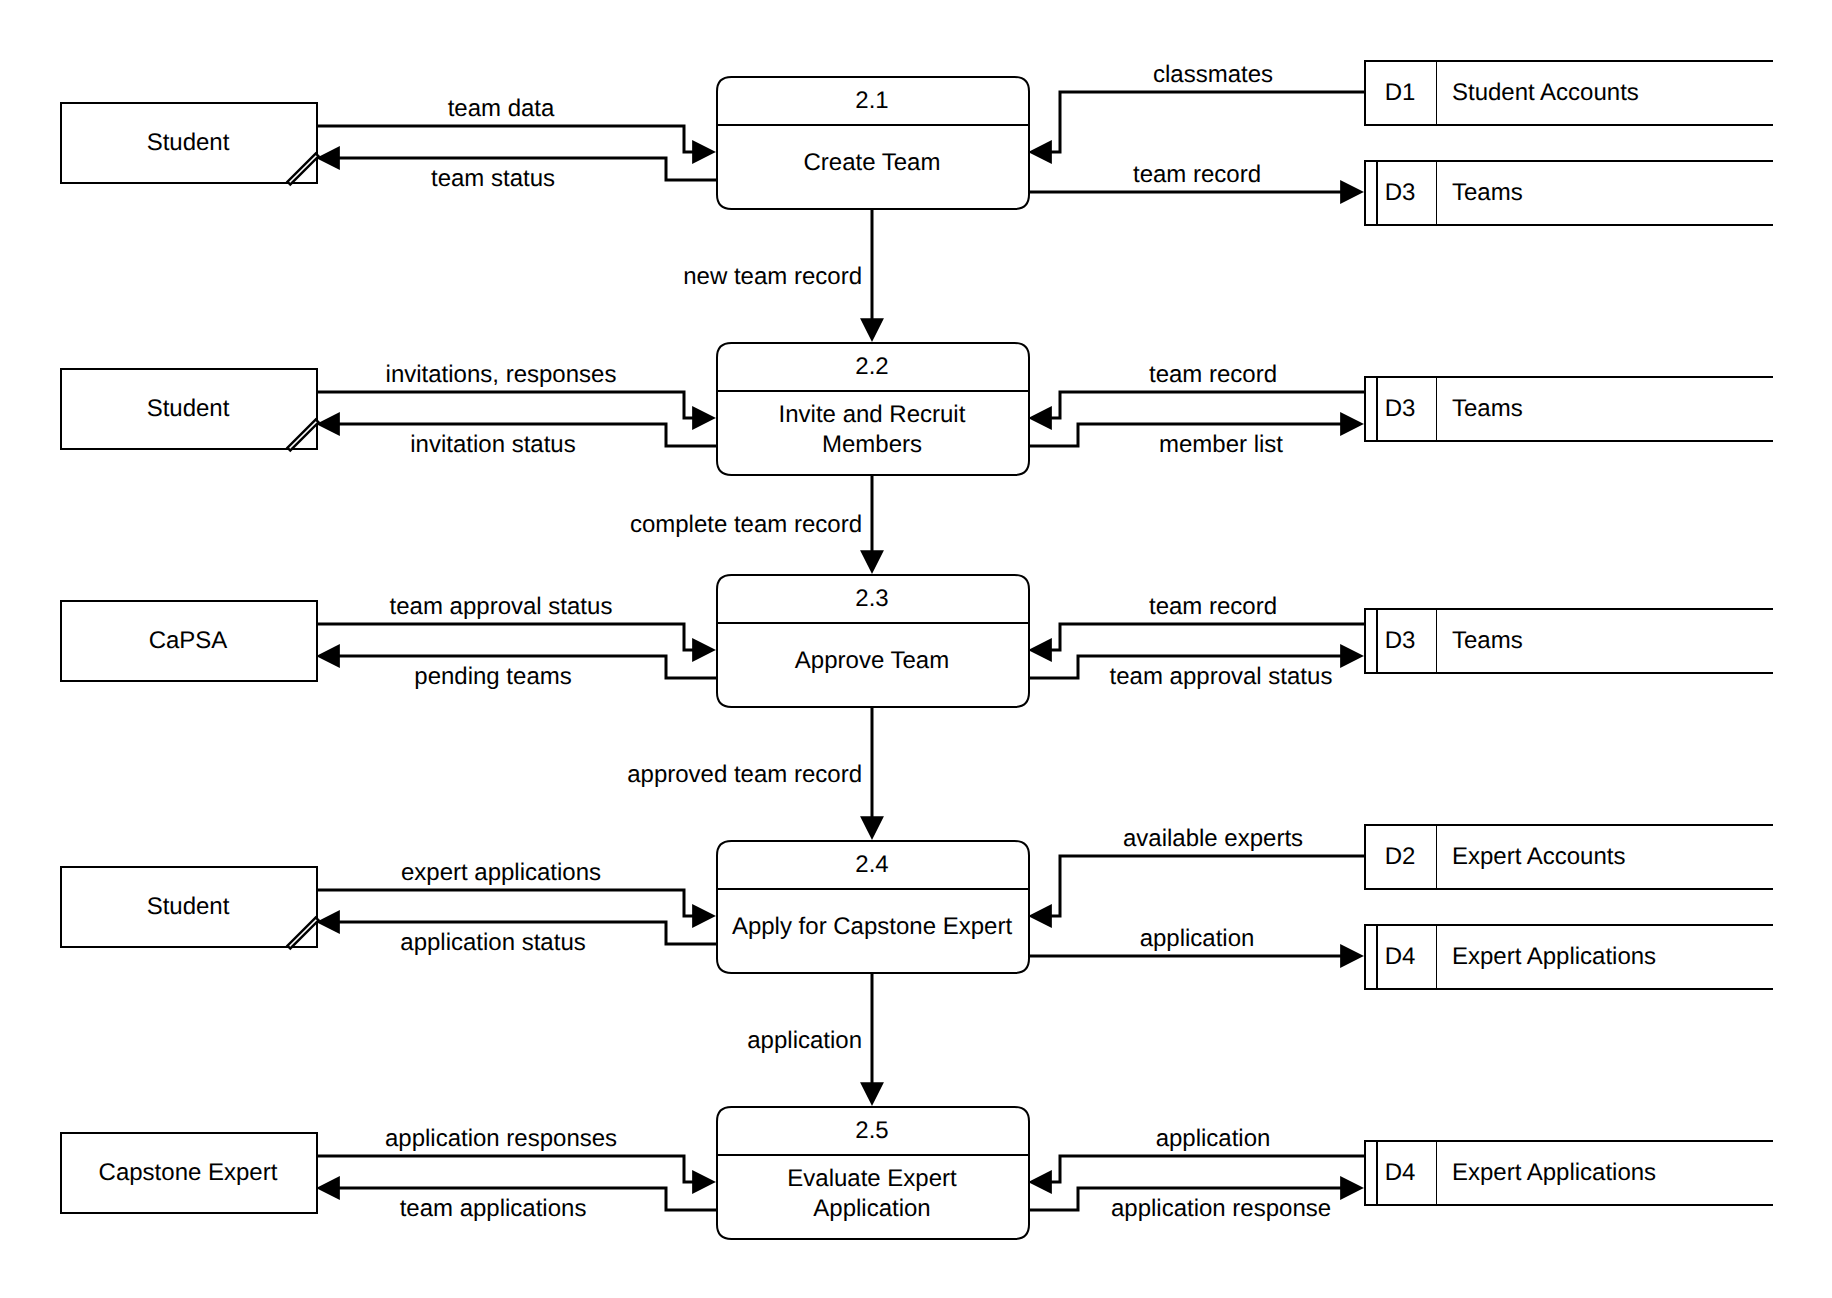 classmates
D1
Student Accounts
team data
2.1
Student
Create Team
team status
team record
D3
Teams
new team record
invitations, responses
2.2
team record
Student
Invite and Recruit
Members
D3
Teams
invitation status
member list
complete team record
team approval status
2.3
team record
CaPSA
Approve Team
D3
Teams
pending teams
team approval status
approved team record
available experts
D2
Expert Accounts
expert applications
2.4
Student
Apply for Capstone Expert
application status
application
D4
Expert Applications
application
application responses
2.5
application
Capstone Expert
Evaluate Expert
Application
D4
Expert Applications
team applications
application response